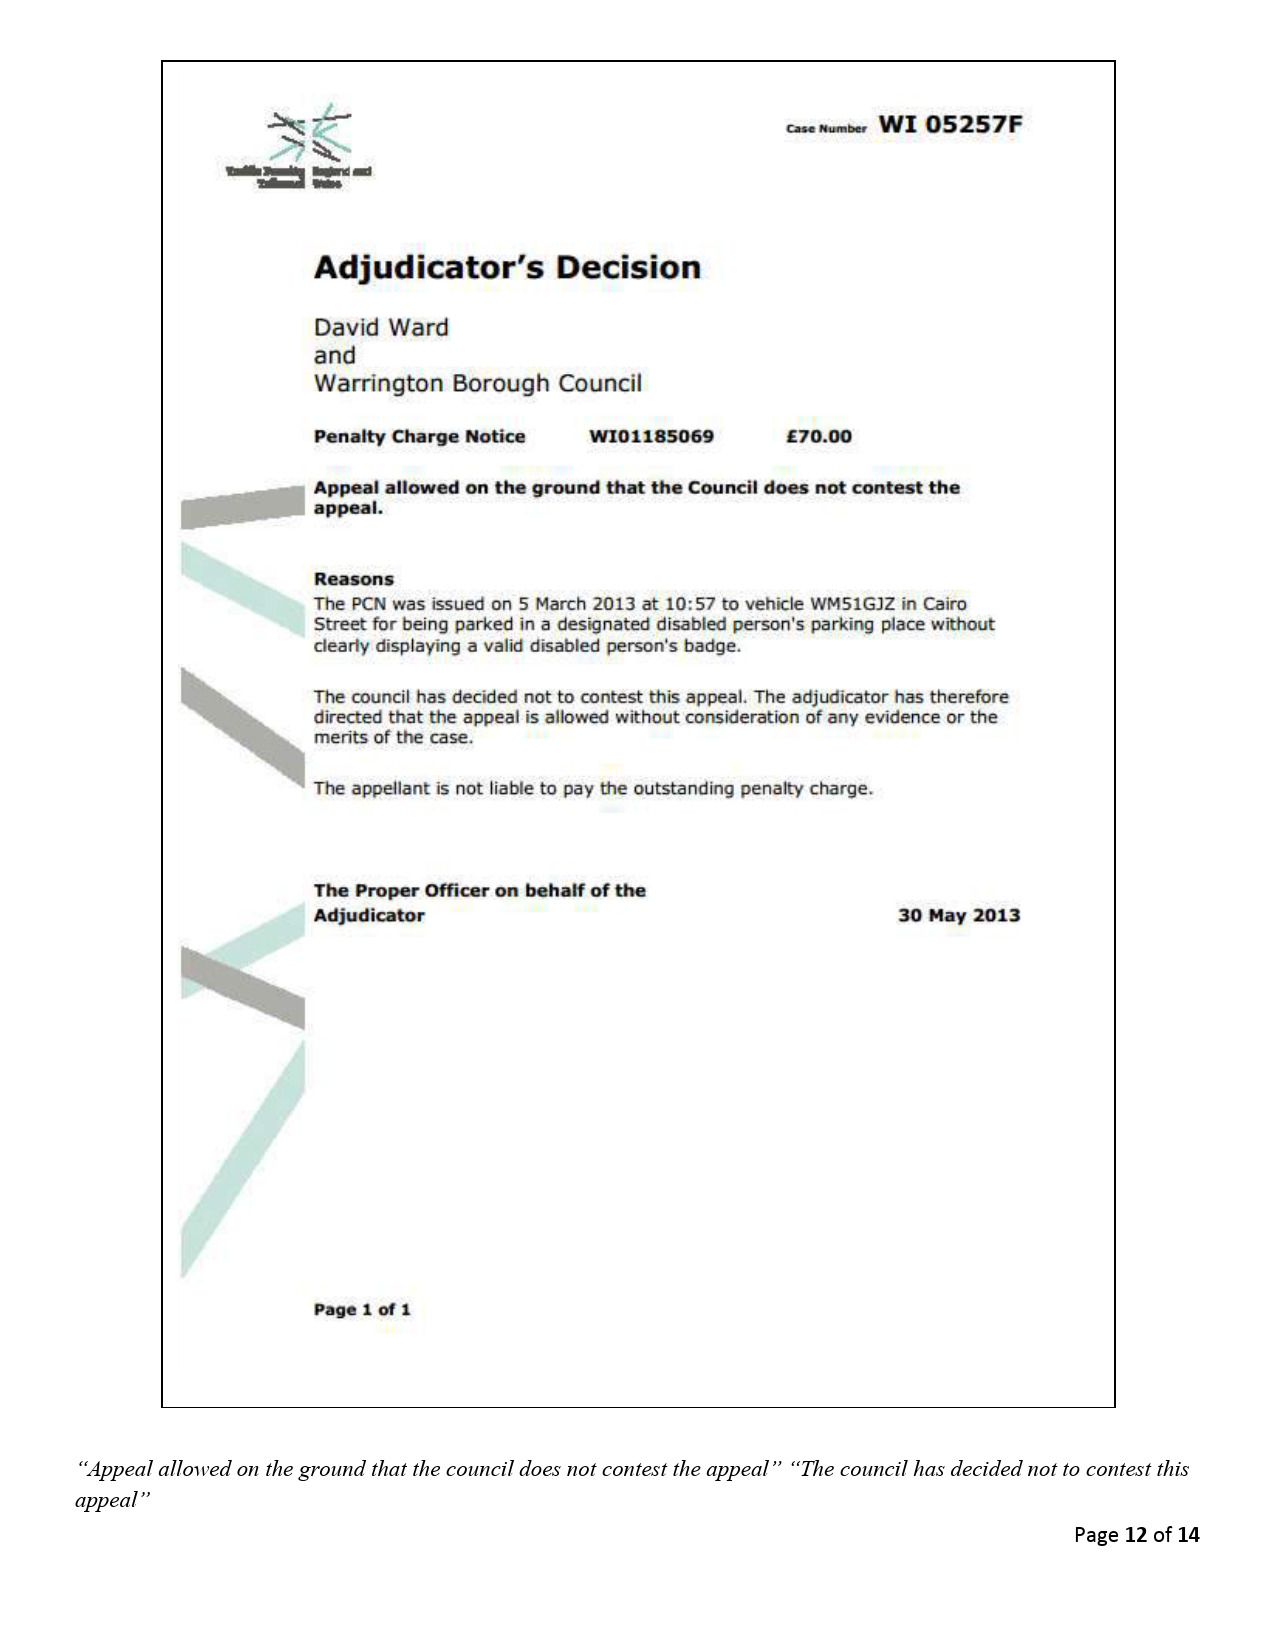 Case Number WI 05257F
Adjudicator’s Decision
David Ward
and
Warrington Borough Council
Penalty Charge Notice WI01185069 £70.00
Appeal allowed on the ground that the Council does not contest the
appeal.
Reasons
The PCN was issued on 5 March 2013 at 10:57 to vehicle WM51GJZ in Cairo
Street for being parked in a designated disabled person's parking place without
clearly displaying a valid disabled person's badge.
The council has decided not to contest this appeal. The adjudicator has therefore
directed that the appeal is allowed without consideration of any evidence or the
merits of the case.
The appellant is not liable to pay the outstanding penalty charge.
The Proper Officer on behalf of the
Adjudicator 30 May 2013
Page 1 of 1
“Appeal allowed on the ground that the council does not contest the appeal” “The council has decided not to contest this
appeal”
Page 12 of 14